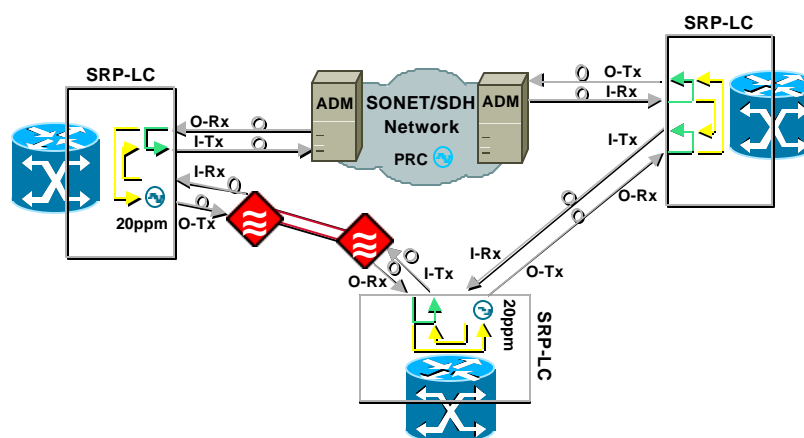 SRP-LC
O-Tx
I-Rx
SRP-LC
ADM
SONET/SDH
Network
PRC
ADM
O-Rx
I-Tx
I-Tx
I-Rx
O-Rx
20ppm
O-Tx
I-Rx
O-Tx
O-Rx
I-Tx
20ppm
SRP-LC